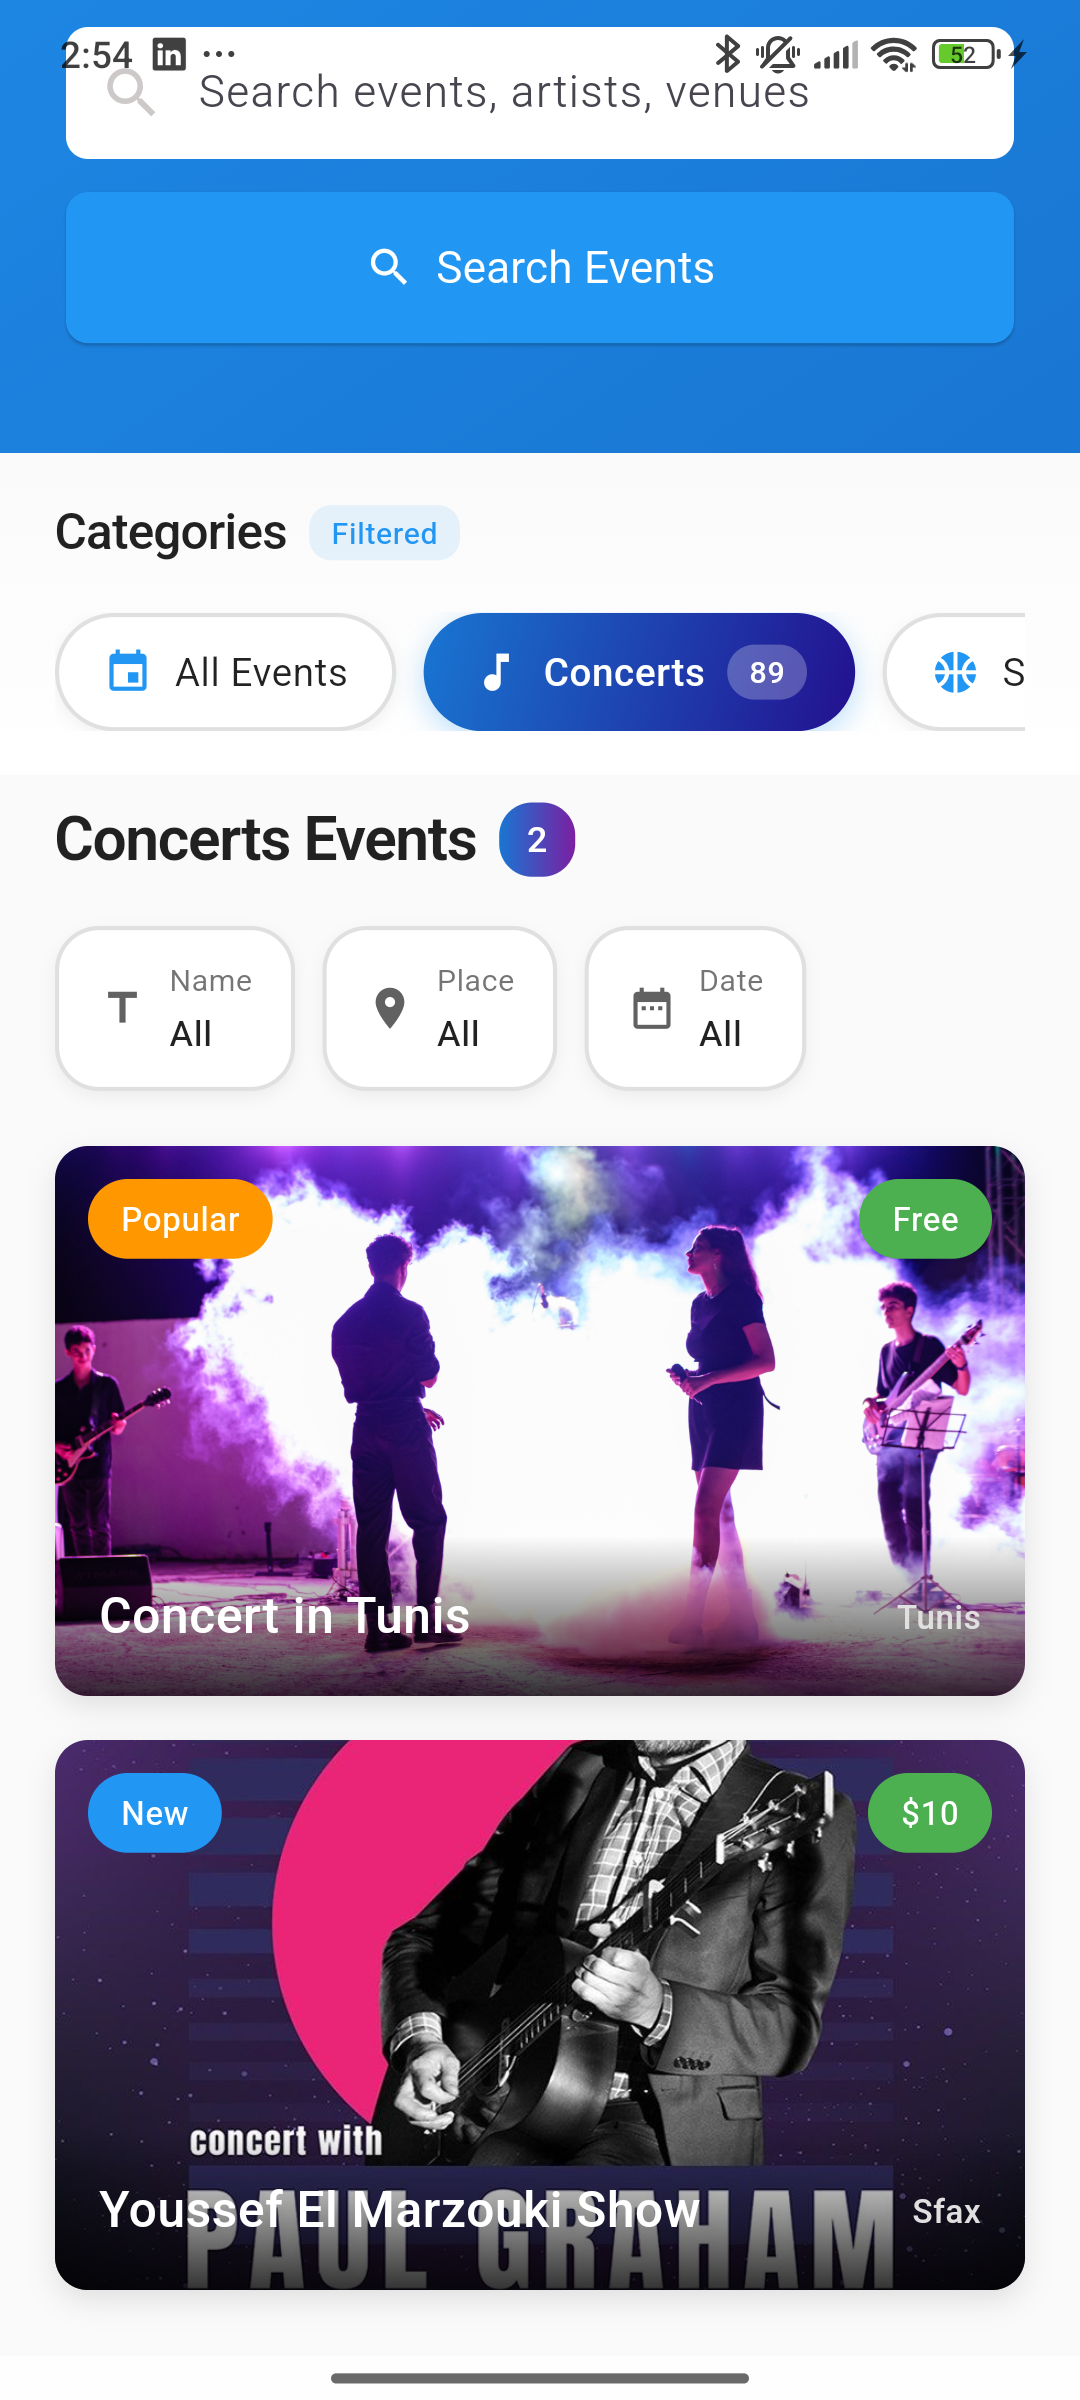 2:54 in ... 52
Search events, artists, venues
Search Events
Categories Filtered
All Events Concerts 89 S
Concerts Events 2
Name Place Date
All All All
Popular Free
Concert in Tunis Tunis
New $10
concert with
PAUL GRAHAM
Youssef El Marzouki Show Sfax